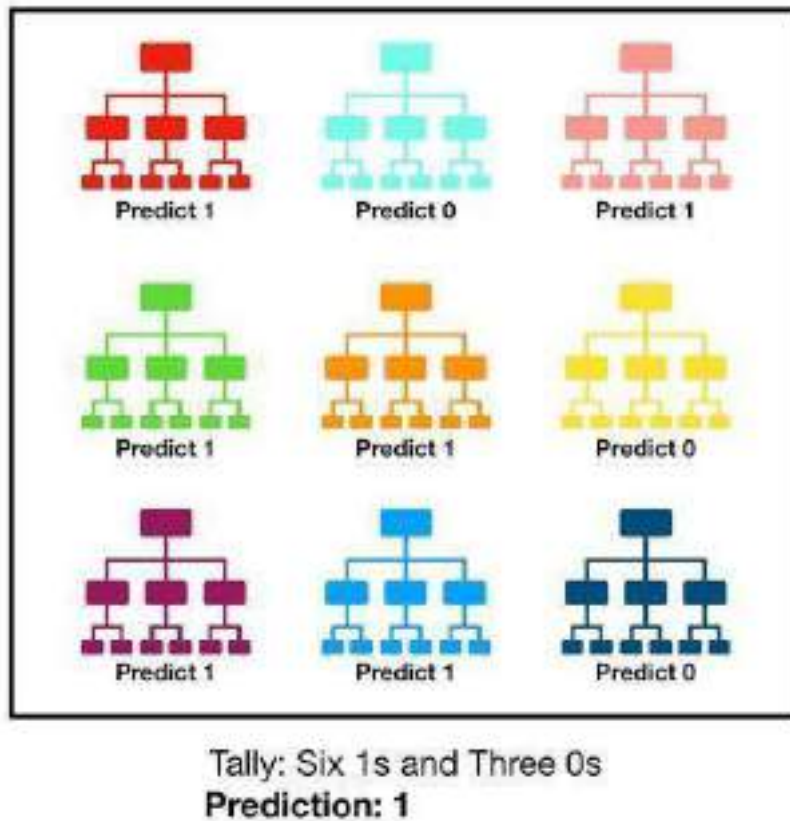 Predict 1 Predict 0 Predict 1
Predict 1 Predict 1 Predict 0
Predict 1 Predict 1 Predict 0
Tally: Six 1s and Three 0s
Prediction: 1